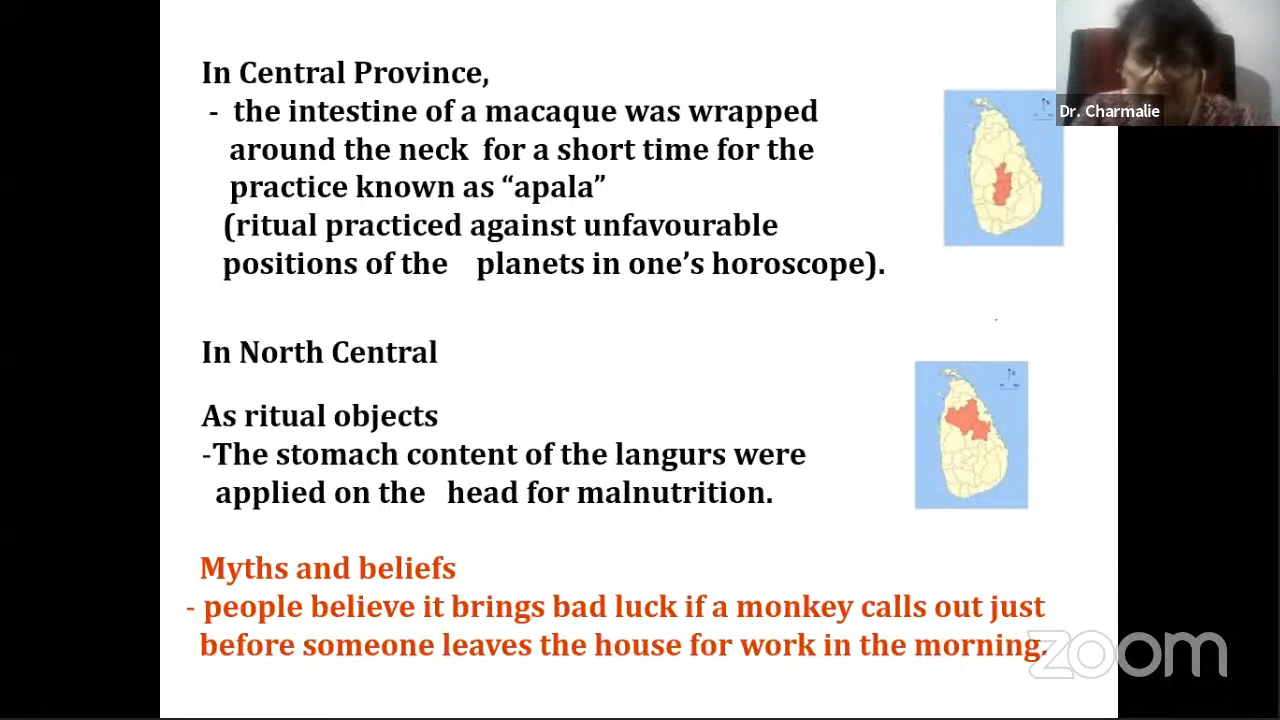 In Central Province,
- the intestine of a macaque was wrapped
around the neck for a short time for the
practice known as “apala”
(ritual practiced against unfavourable
positions of the planets in one’s horoscope).
Dr. Charmalie
In North Central
As ritual objects
-The stomach content of the langurs were
applied on the head for malnutrition.
Myths and beliefs
- people believe it brings bad luck if a monkey calls out just
before someone leaves the house for work in the morning.
zoom